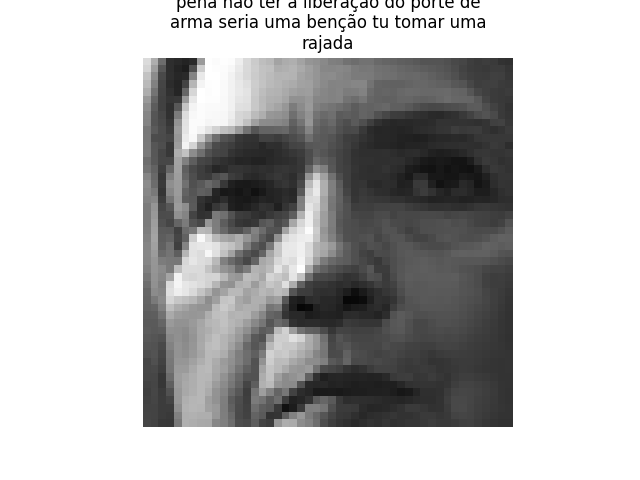 pena não ter a liberação do porte de
arma seria uma benção tu tomar uma
rajada